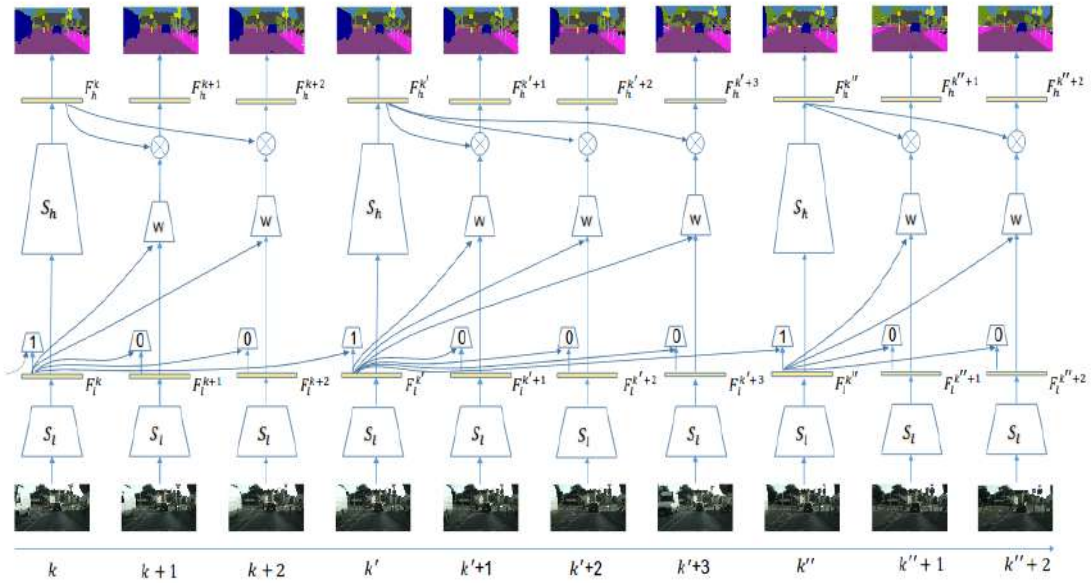 F_h^k F_h^{k+1} F_h^{k+2} F_h^{k'} F_h^{k'+1} F_h^{k'+2} F_h^{k'+3} F_h^{k''} F_h^{k''+1} F_h^{k''+2}
S_h S_h S_h
W W W W W W W
1 0 0 1 0 0 0 1 0 0
F_l^k F_l^{k+1} F_l^{k+2} F_l^{k'} F_l^{k'+1} F_l^{k'+2} F_l^{k'+3} F_l^{k''} F_l^{k''+1} F_l^{k''+2}
S_l S_l S_l S_l S_l S_l S_l S_l S_l S_l
k k + 1 k + 2 k' k'+1 k'+2 k'+3 k'' k''+ 1 k''+ 2